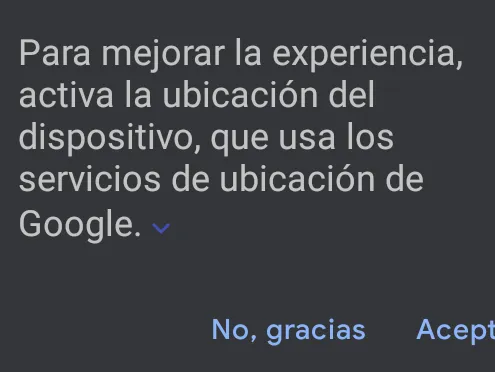 Para mejorar la experiencia,
activa la ubicación del
dispositivo, que usa los
servicios de ubicación de
Google.
No, gracias Acept